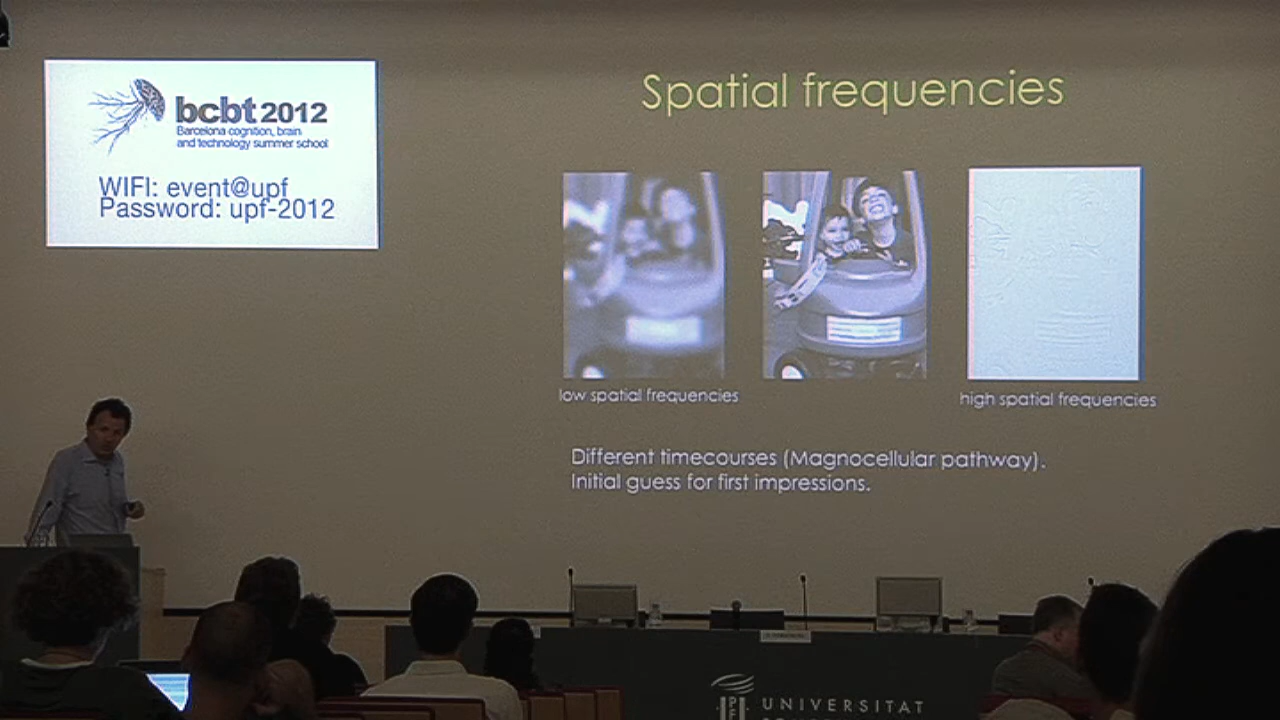 bcbt 2012
Barcelona cognition, brain
and technology summer school
WIFI: event@upf
Password: upf-2012
Spatial frequencies
low spatial frequencies
high spatial frequencies
Different timecourses (Magnocellular pathway).
Initial guess for first impressions.
UNIVERSITAT